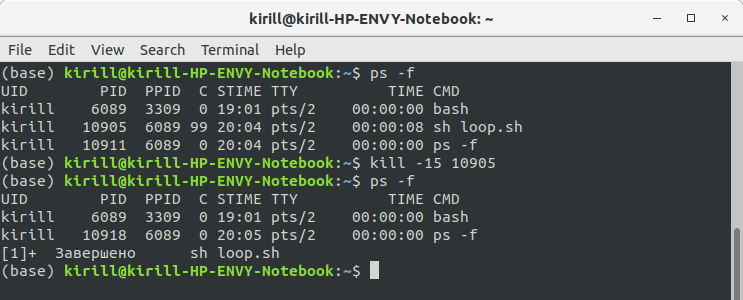 kirill@kirill-HP-ENVY-Notebook: ~
File Edit View Search Terminal Help
(base) kirill@kirill-HP-ENVY-Notebook:~$ ps -f
UID        PID  PPID  C STIME TTY          TIME CMD
kirill    6089  3309  0 19:01 pts/2    00:00:00 bash
kirill   10905  6089 99 20:04 pts/2    00:00:08 sh loop.sh
kirill   10911  6089  0 20:04 pts/2    00:00:00 ps -f
(base) kirill@kirill-HP-ENVY-Notebook:~$ kill -15 10905
(base) kirill@kirill-HP-ENVY-Notebook:~$ ps -f
UID        PID  PPID  C STIME TTY          TIME CMD
kirill    6089  3309  0 19:01 pts/2    00:00:00 bash
kirill   10918  6089  0 20:05 pts/2    00:00:00 ps -f
[1]+  Завершено      sh loop.sh
(base) kirill@kirill-HP-ENVY-Notebook:~$